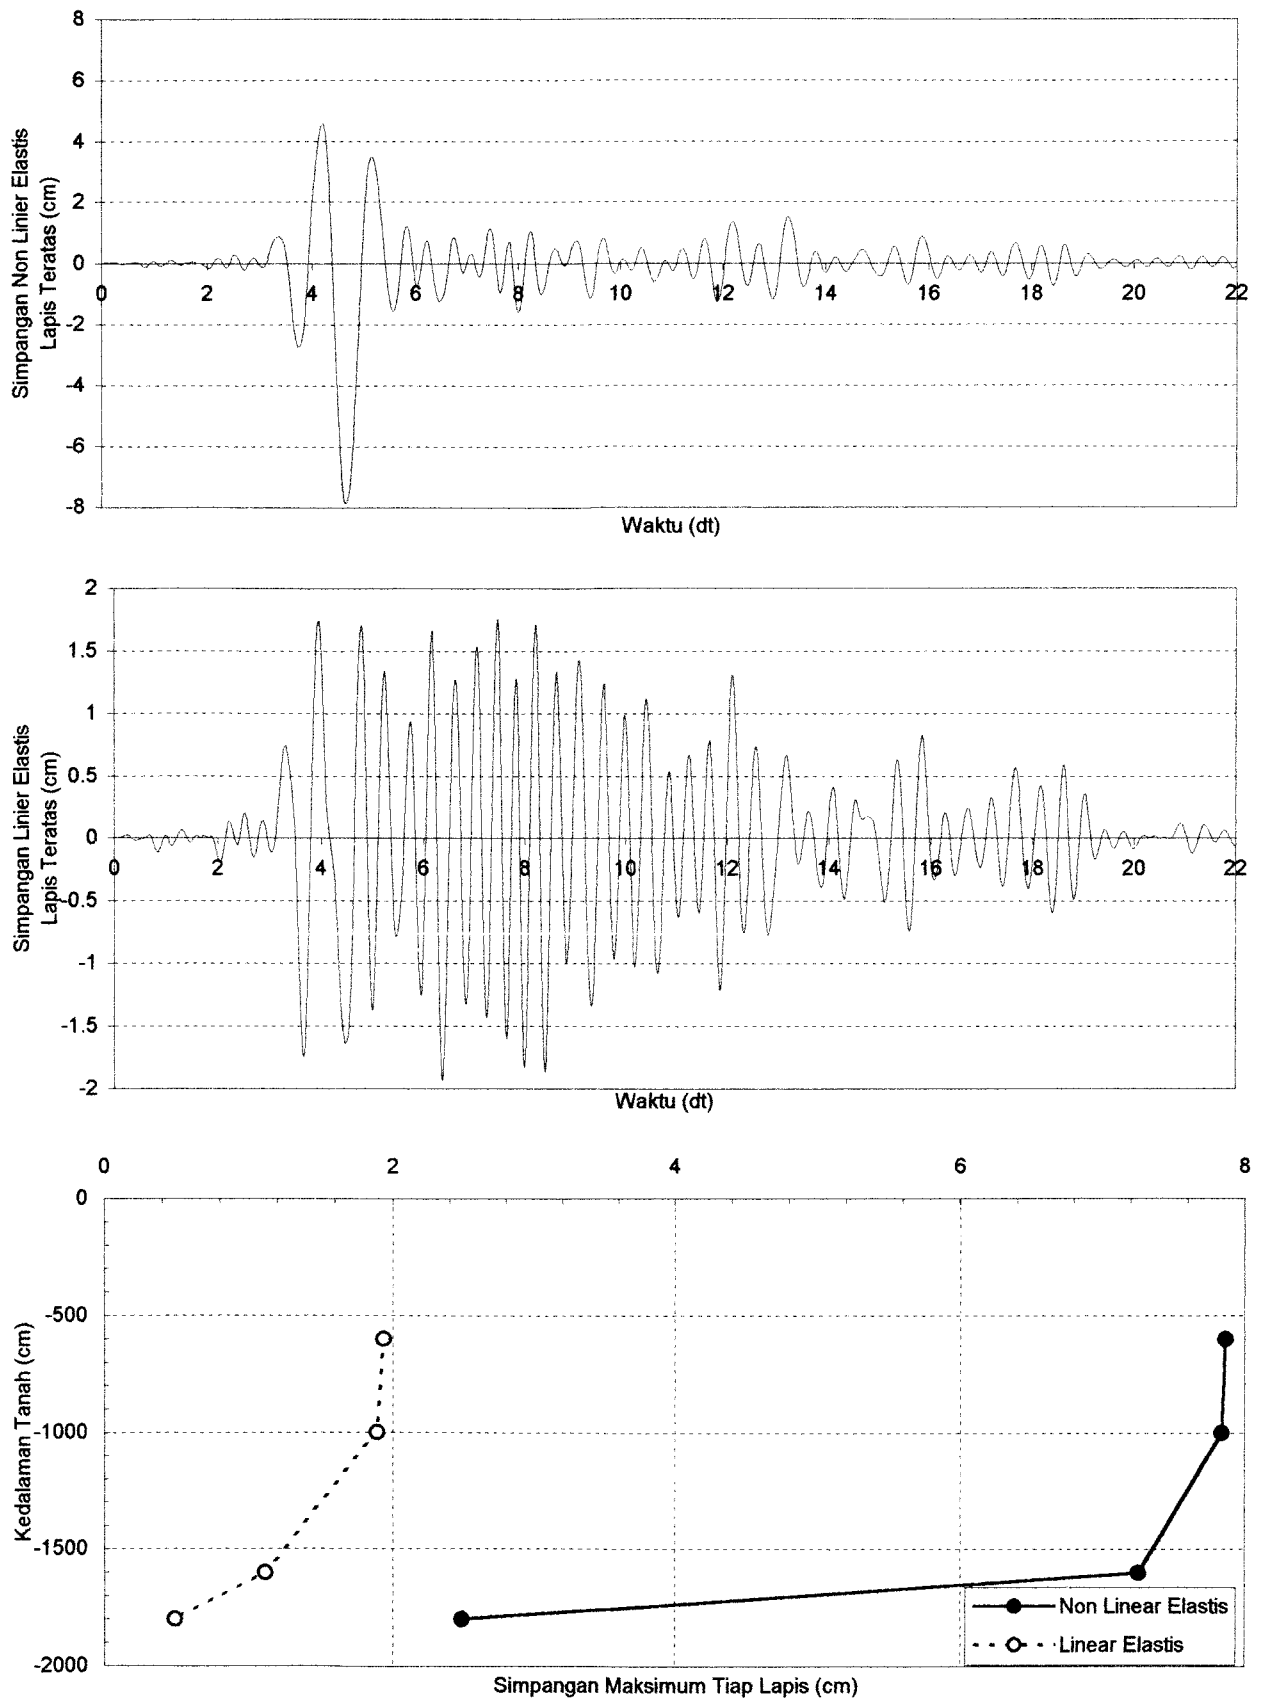 8
6
4
2
0
-2
-4
-6
-8
Simpangan Non Linier Elastis
Lapis Teratas (cm)
0 2 4 6 8 10 12 14 16 18 20 22
Waktu (dt)
2
1.5
1
0.5
0
-0.5
-1
-1.5
-2
Simpangan Linier Elastis
Lapis Teratas (cm)
0 2 4 6 8 10 12 14 16 18 20 22
Waktu (dt)
0 2 4 6 8
0
-500
-1000
-1500
-2000
Kedalaman Tanah (cm)
Non Linear Elastis
Linear Elastis
Simpangan Maksimum Tiap Lapis (cm)